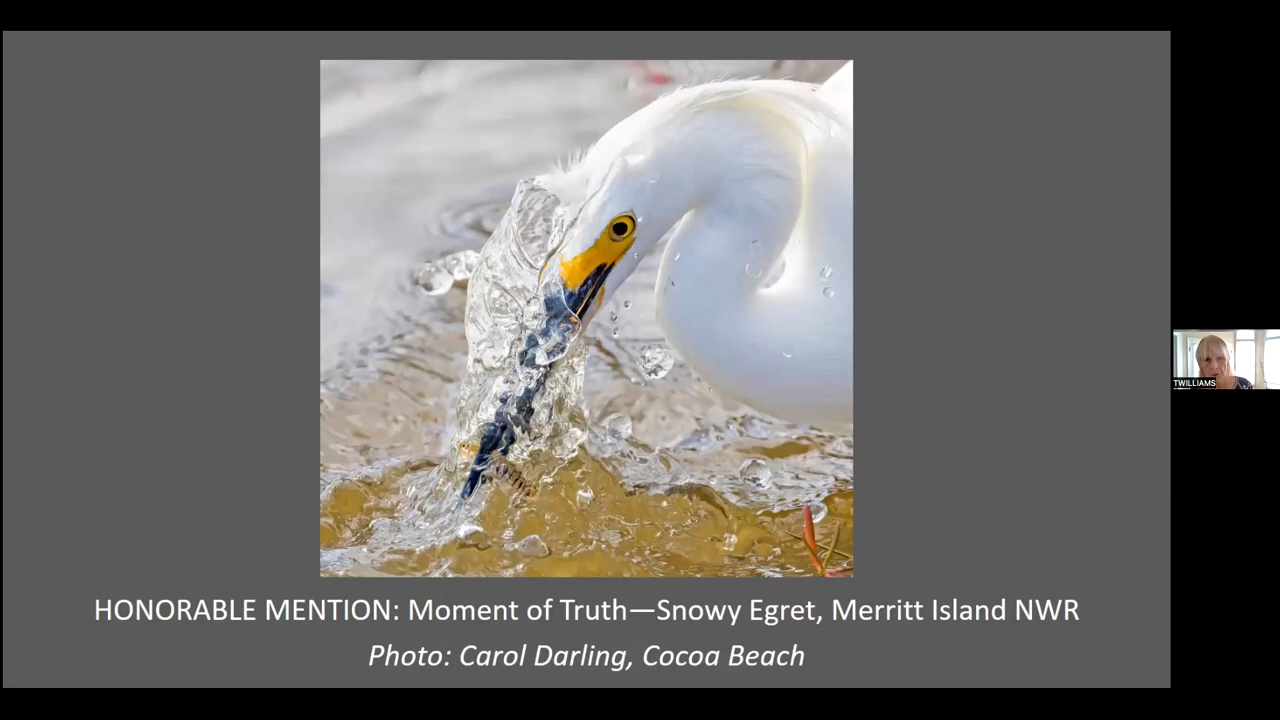 HONORABLE MENTION: Moment of Truth—Snowy Egret, Merritt Island NWR
Photo: Carol Darling, Cocoa Beach
TWILLIAMS